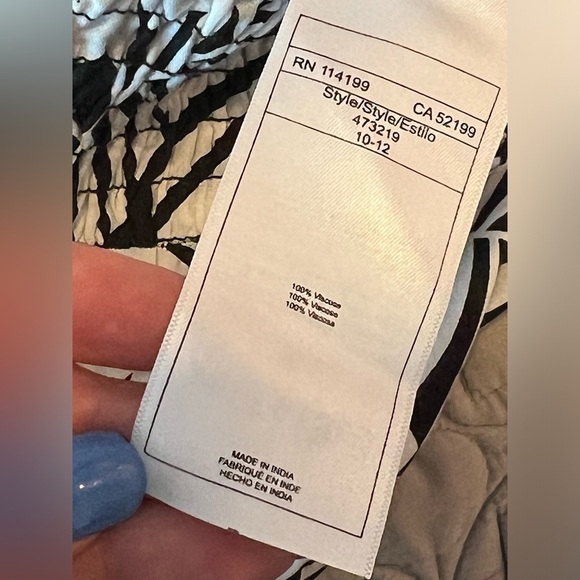 RN 114199 CA 52199
Style/Style/Estilo
473219
10-12
100% Viscose
100% Viscose
100% Viscosa
MADE IN INDIA
FABRIQUÉ EN INDE
HECHO EN INDIA